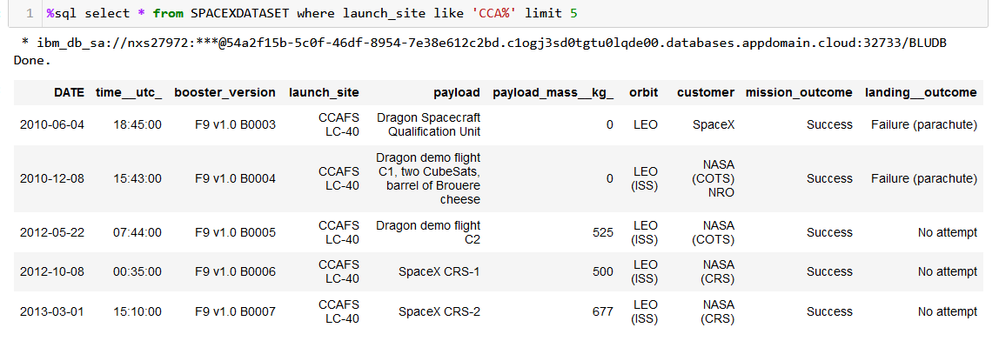 1 %sql select * from SPACEXDATASET where launch_site like 'CCA%' limit 5
* ibm_db_sa://nxs27972:***@54a2f15b-5c0f-46df-8954-7e38e612c2bd.c1ogj3sd0tgtu0lqde00.databases.appdomain.cloud:32733/BLUDB
Done.
DATE time__utc_ booster_version launch_site payload payload_mass__kg_ orbit customer mission_outcome landing__outcome
2010-06-04 18:45:00 F9 v1.0 B0003 CCAFS LC-40 Dragon Spacecraft Qualification Unit 0 LEO SpaceX Success Failure (parachute)
2010-12-08 15:43:00 F9 v1.0 B0004 CCAFS LC-40 Dragon demo flight C1, two CubeSats, barrel of Brouere cheese 0 LEO (ISS) NASA (COTS) NRO Success Failure (parachute)
2012-05-22 07:44:00 F9 v1.0 B0005 CCAFS LC-40 Dragon demo flight C2 525 LEO (ISS) NASA (COTS) Success No attempt
2012-10-08 00:35:00 F9 v1.0 B0006 CCAFS LC-40 SpaceX CRS-1 500 LEO (ISS) NASA (CRS) Success No attempt
2013-03-01 15:10:00 F9 v1.0 B0007 CCAFS LC-40 SpaceX CRS-2 677 LEO (ISS) NASA (CRS) Success No attempt